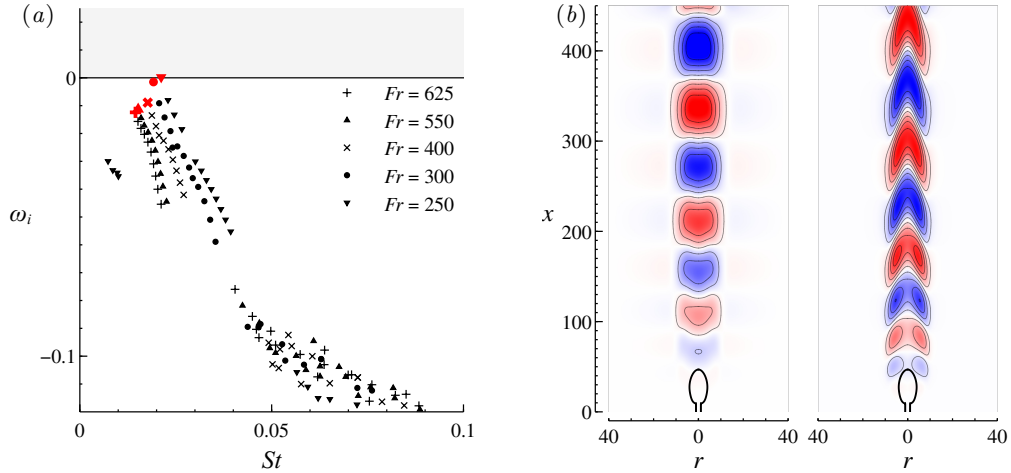 (a)
0
−0.1
ω_i
0
0.05
0.1
St
Fr = 625
Fr = 550
Fr = 400
Fr = 300
Fr = 250
(b)
400
300
200
100
0
x
40
0
40
r
40
0
40
r